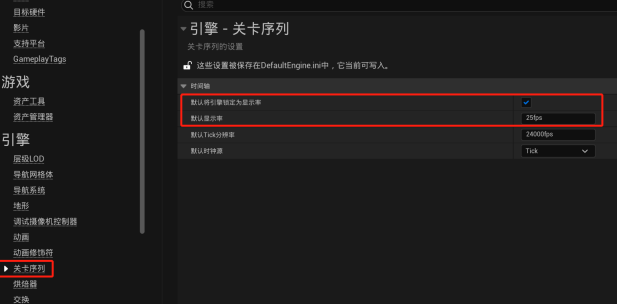 目标硬件
影片
支持平台
GameplayTags
游戏
资产工具
资产管理器
引擎
层级LOD
导航网格体
导航系统
地形
调试摄像机控制器
动画
动画修饰符
关卡序列
烘焙器
交换
搜索
引擎 - 关卡序列
关卡序列的设置
这些设置被保存在DefaultEngine.ini中，它当前可写入。
时间轴
默认将引擎锁定为显示率
默认显示率 25fps
默认Tick分辨率 24000fps
默认时钟源 Tick